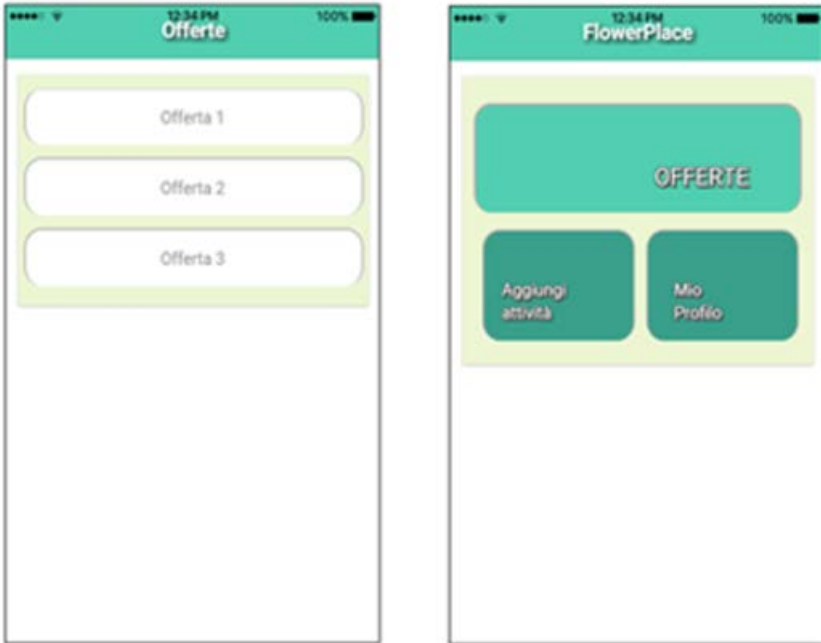 12:34 PM 100%
Offerte
Offerta 1
Offerta 2
Offerta 3
12:34 PM 100%
FlowerPlace
OFFERTE
Aggiungi
attività
Mio
Profilo